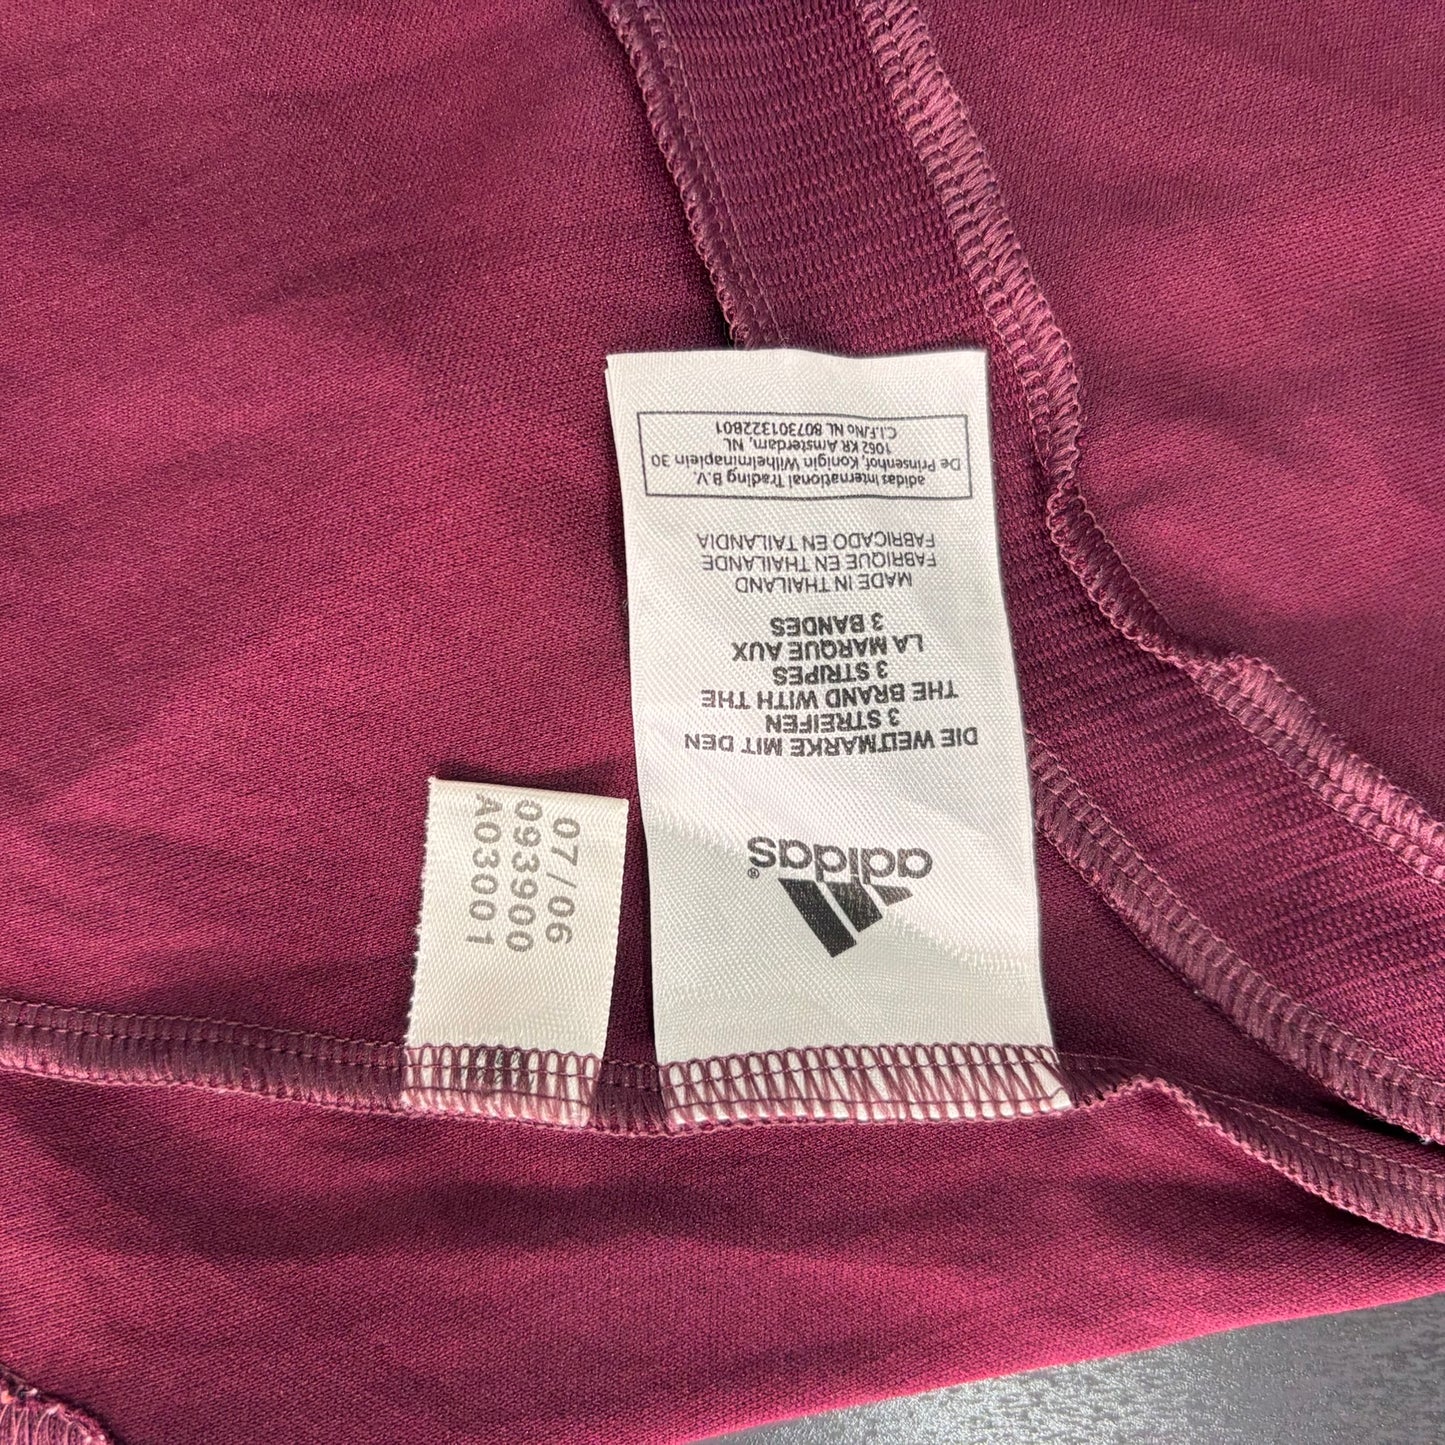 adidas®
DIE WELTMARKE MIT DEN
3 STREIFEN
THE BRAND WITH THE
3 STRIPES
LA MARQUE AUX
3 BANDES
MADE IN THAILAND
FABRIQUE EN THAILANDE
FABRICADO EN TAILANDIA
adidas International Trading B.V.
De Prinsenhof, Konigin Wilhelminaplein 30
1062 KR Amsterdam, NL
C.I.F/No NL 807301322B01
07/06
093900
A03001